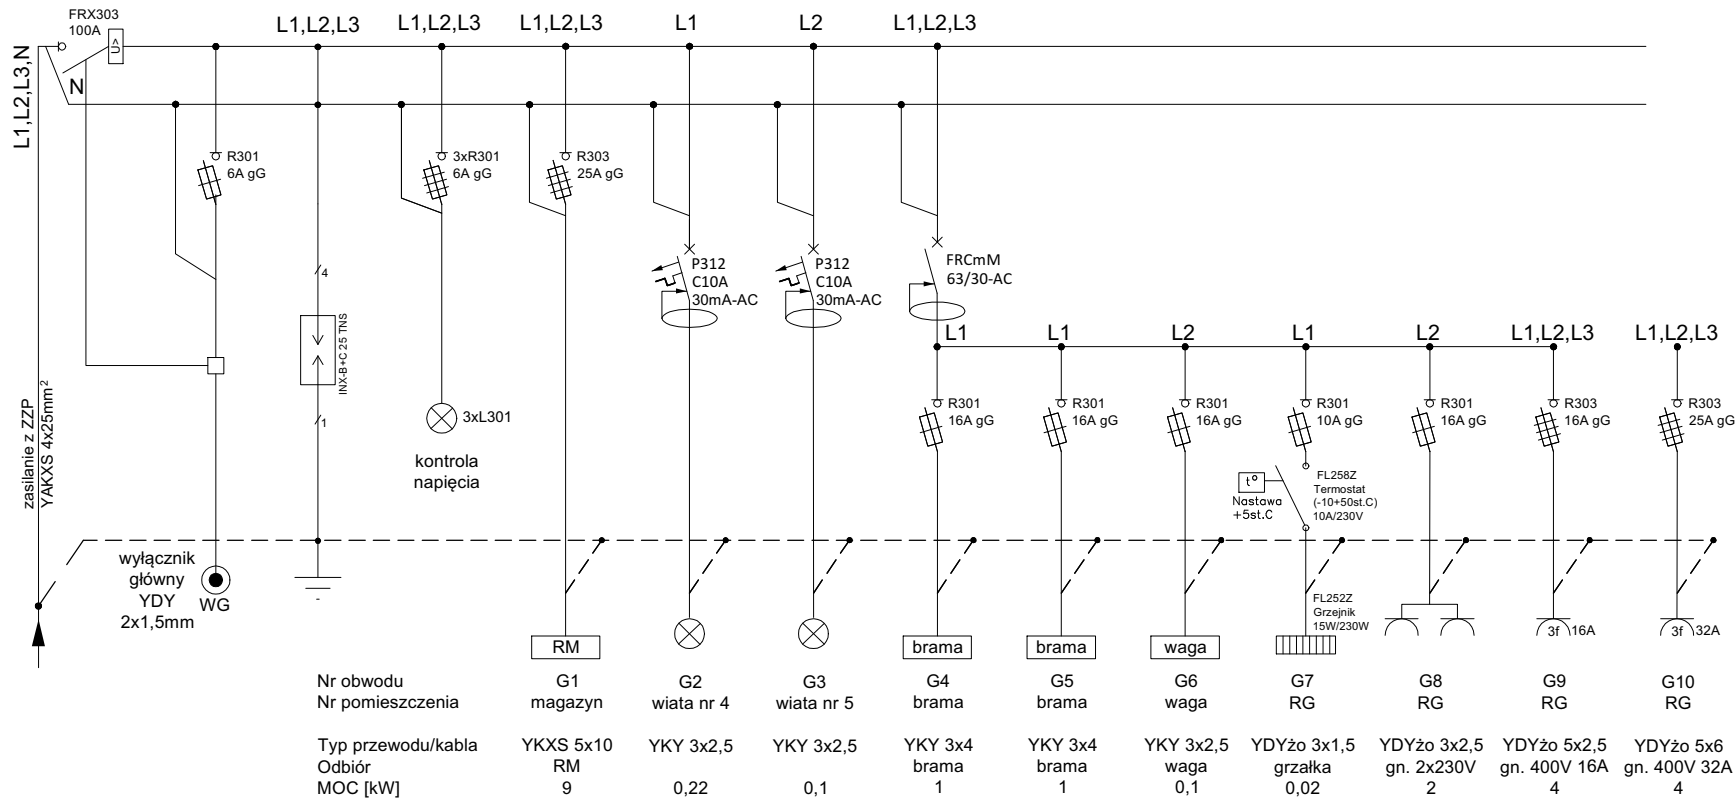 FRX303
100A
U>
L1,L2,L3
L1,L2,L3
L1,L2,L3
L1
L2
L1,L2,L3
L1,L2,L3,N
N
R301
6A gG
3xR301
6A gG
R303
25A gG
4
INX-B+C 25 TNS
1
P312
C10A
30mA-AC
P312
C10A
30mA-AC
FRCmM
63/30-AC
L1
L1
L2
L1
L2
L1,L2,L3
L1,L2,L3
zasilanie z ZZP
YAKXS 4x25mm²
3xL301
kontrola
napięcia
R301
16A gG
R301
16A gG
R301
16A gG
R301
10A gG
R301
16A gG
R303
16A gG
R303
25A gG
t°
Nastawa
+5st.C
FL258Z
Termostat
(-10+50st.C)
10A/230V
wyłącznik
główny
YDY
2x1,5mm
WG
FL252Z
Grzejnik
15W/230W
RM
brama
brama
waga
3f 16A
3f 32A
Nr obwodu G1 G2 G3 G4 G5 G6 G7 G8 G9 G10
Nr pomieszczenia magazyn wiata nr 4 wiata nr 5 brama brama waga RG RG RG RG
Typ przewodu/kabla YKXS 5x10 YKY 3x2,5 YKY 3x2,5 YKY 3x4 YKY 3x4 YKY 3x2,5 YDYżo 3x1,5 YDYżo 3x2,5 YDYżo 5x2,5 YDYżo 5x6
Odbiór RM brama brama waga grzałka gn. 2x230V gn. 400V 16A gn. 400V 32A
MOC [kW] 9 0,22 0,1 1 1 0,1 0,02 2 4 4